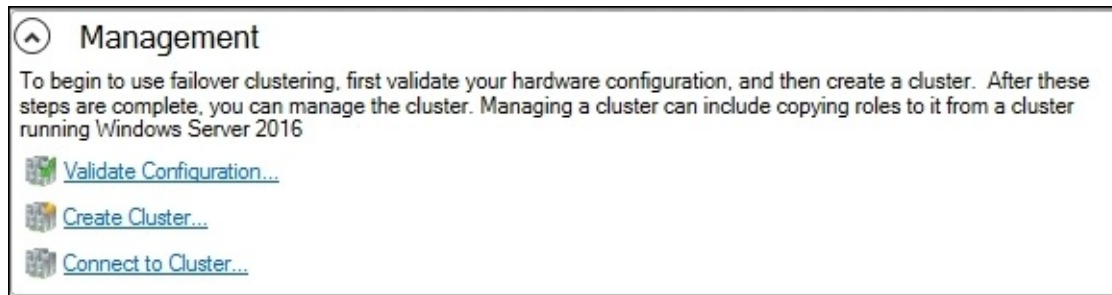 Management
To begin to use failover clustering, first validate your hardware configuration, and then create a cluster.  After these
steps are complete, you can manage the cluster. Managing a cluster can include copying roles to it from a cluster
running Windows Server 2016
Validate Configuration...
Create Cluster...
Connect to Cluster...